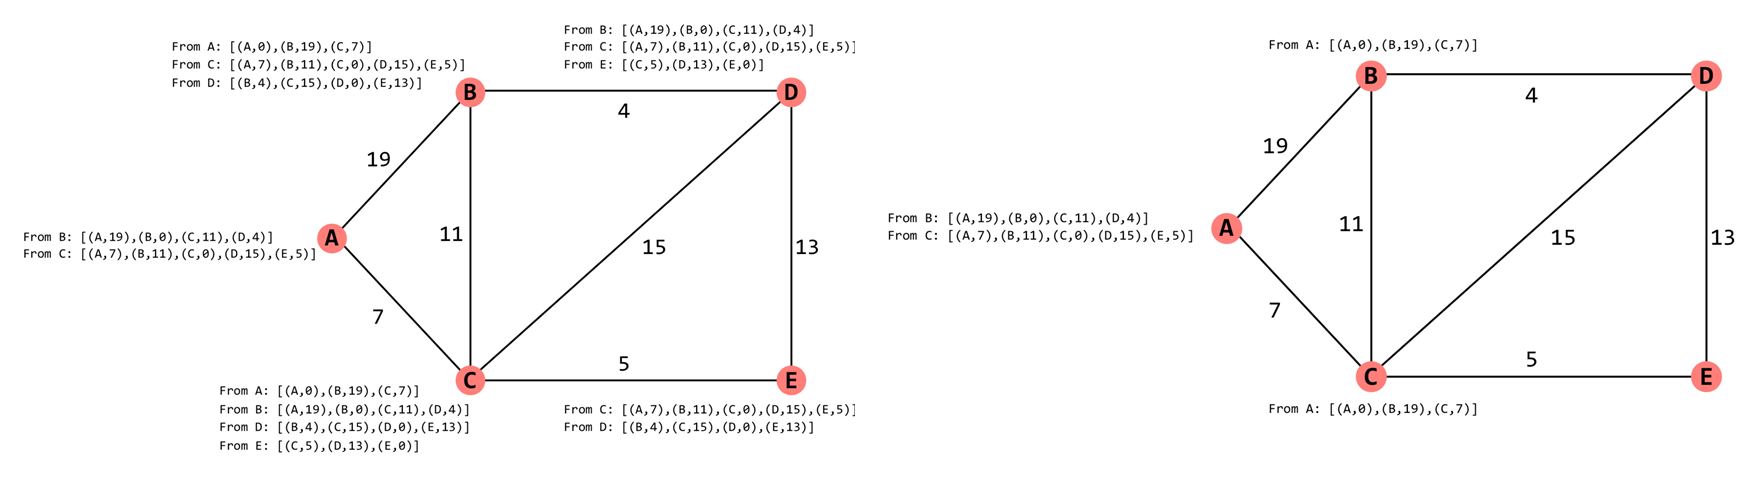 From A: [(A,0),(B,19),(C,7)]
From C: [(A,7),(B,11),(C,0),(D,15),(E,5)]
From D: [(B,4),(C,15),(D,0),(E,13)]
From B: [(A,19),(B,0),(C,11),(D,4)]
From C: [(A,7),(B,11),(C,0),(D,15),(E,5)]
From E: [(C,5),(D,13),(E,0)]
B
D
4
19
From B: [(A,19),(B,0),(C,11),(D,4)]
From C: [(A,7),(B,11),(C,0),(D,15),(E,5)]
A
11
15
13
7
5
C
E
From A: [(A,0),(B,19),(C,7)]
From B: [(A,19),(B,0),(C,11),(D,4)]
From D: [(B,4),(C,15),(D,0),(E,13)]
From E: [(C,5),(D,13),(E,0)]
From C: [(A,7),(B,11),(C,0),(D,15),(E,5)]
From D: [(B,4),(C,15),(D,0),(E,13)]
From A: [(A,0),(B,19),(C,7)]
B
D
4
19
From B: [(A,19),(B,0),(C,11),(D,4)]
From C: [(A,7),(B,11),(C,0),(D,15),(E,5)]
A
11
15
13
7
5
C
E
From A: [(A,0),(B,19),(C,7)]